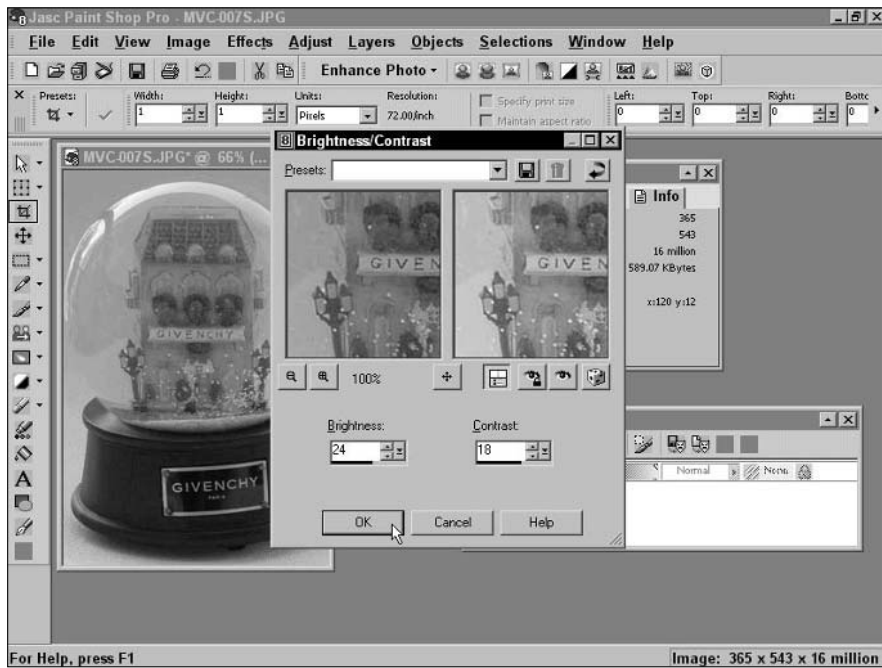 Jasc Paint Shop Pro - MVC-007S.JPG
File Edit View Image Effects Adjust Layers Objects Selections Window Help
Enhance Photo
Presets: Width: Height: Units: Resolution: Specify print size Left: Top: Right: Botto
1 1 Pixels 72.00/inch Maintain aspect ratio 0 0 0 0
MVC-007S.JPG* @ 66% (...
GIVENCHY
GIVENCHY
Brightness/Contrast
Presets:
GIVEN
GIVEN
100%
Brightness: Contrast:
24 18
OK Cancel Help
Info
365
543
16 million
589.07 KBytes
x:120 y:12
Normal None
A
For Help, press F1
Image: 365 x 543 x 16 million